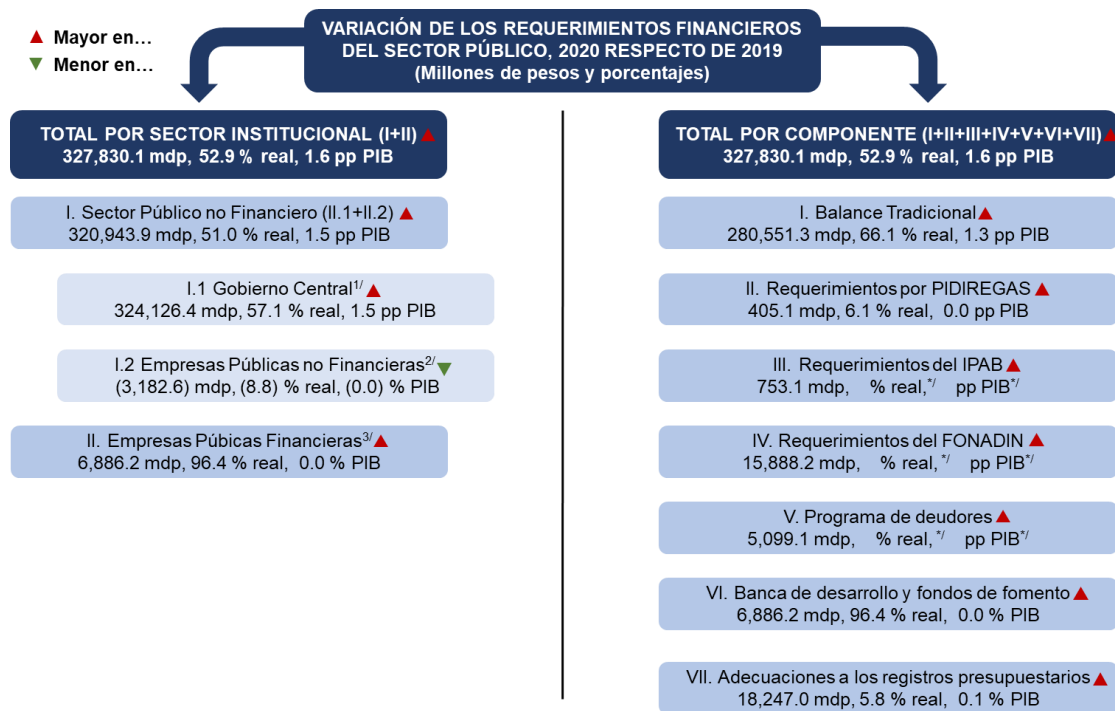 ▲ Mayor en…
▼ Menor en…
VARIACIÓN DE LOS REQUERIMIENTOS FINANCIEROS
DEL SECTOR PÚBLICO, 2020 RESPECTO DE 2019
(Millones de pesos y porcentajes)
TOTAL POR SECTOR INSTITUCIONAL (I+II) ▲
327,830.1 mdp, 52.9 % real, 1.6 pp PIB
I. Sector Público no Financiero (II.1+II.2) ▲
320,943.9 mdp, 51.0 % real, 1.5 pp PIB
I.1 Gobierno Central1/ ▲
324,126.4 mdp, 57.1 % real, 1.5 pp PIB
I.2 Empresas Públicas no Financieras2/ ▼
(3,182.6) mdp, (8.8) % real, (0.0) % PIB
II. Empresas Púbicas Financieras3/ ▲
6,886.2 mdp, 96.4 % real, 0.0 % PIB
TOTAL POR COMPONENTE (I+II+III+IV+V+VI+VII) ▲
327,830.1 mdp, 52.9 % real, 1.6 pp PIB
I. Balance Tradicional ▲
280,551.3 mdp, 66.1 % real, 1.3 pp PIB
II. Requerimientos por PIDIREGAS ▲
405.1 mdp, 6.1 % real, 0.0 pp PIB
III. Requerimientos del IPAB ▲
753.1 mdp, % real, */ pp PIB*/
IV. Requerimientos del FONADIN ▲
15,888.2 mdp, % real, */ pp PIB*/
V. Programa de deudores ▲
5,099.1 mdp, % real, */ pp PIB*/
VI. Banca de desarrollo y fondos de fomento ▲
6,886.2 mdp, 96.4 % real, 0.0 % PIB
VII. Adecuaciones a los registros presupuestarios ▲
18,247.0 mdp, 5.8 % real, 0.1 % PIB